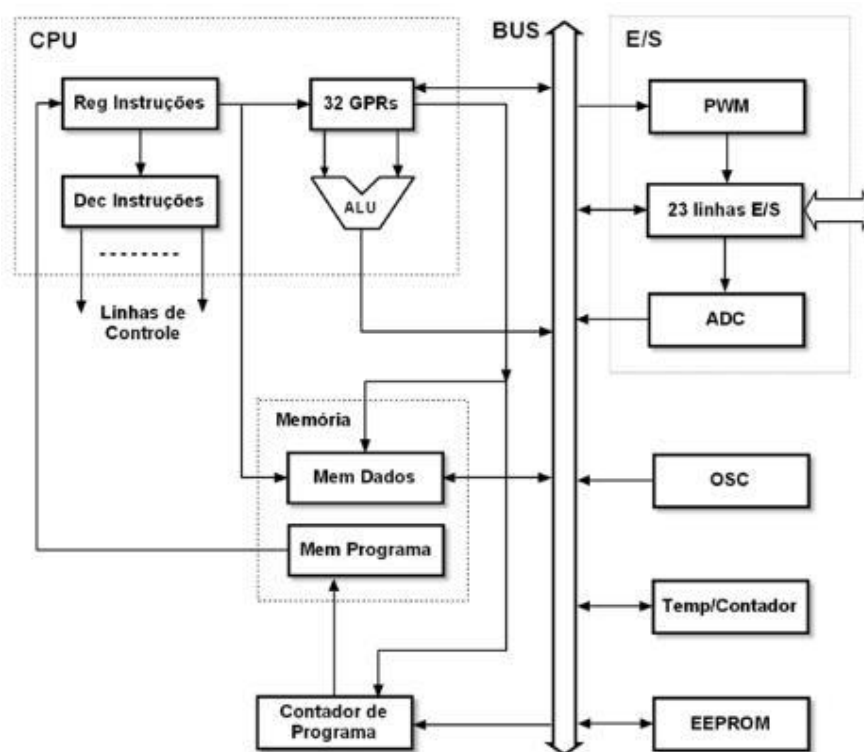 CPU
BUS
E/S
Reg Instruções
32 GPRs
PWM
Dec Instruções
ALU
23 linhas E/S
Linhas de
Controle
ADC
Memória
Mem Dados
OSC
Mem Programa
Temp/Contador
Contador de
Programa
EEPROM